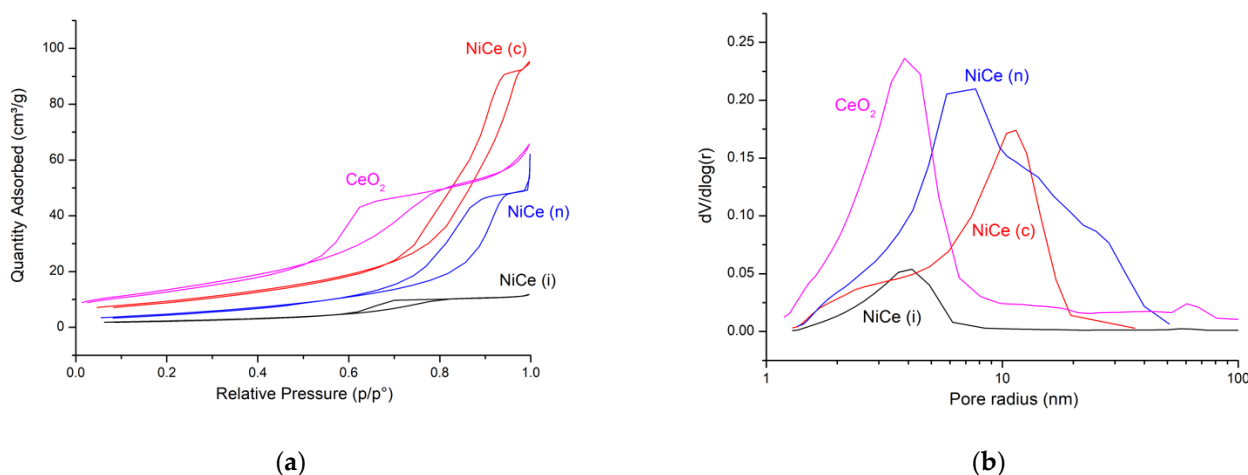 100
80
60
40
20
0
0.0 0.2 0.4 0.6 0.8 1.0
Quantity Adsorbed (cm³/g)
Relative Pressure (p/p°)
NiCe (c)
CeO₂
NiCe (n)
NiCe (i)
(a)
0.25
0.20
0.15
0.10
0.05
0.00
1 10 100
dV/dlog(r)
Pore radius (nm)
CeO₂
NiCe (n)
NiCe (c)
NiCe (i)
(b)